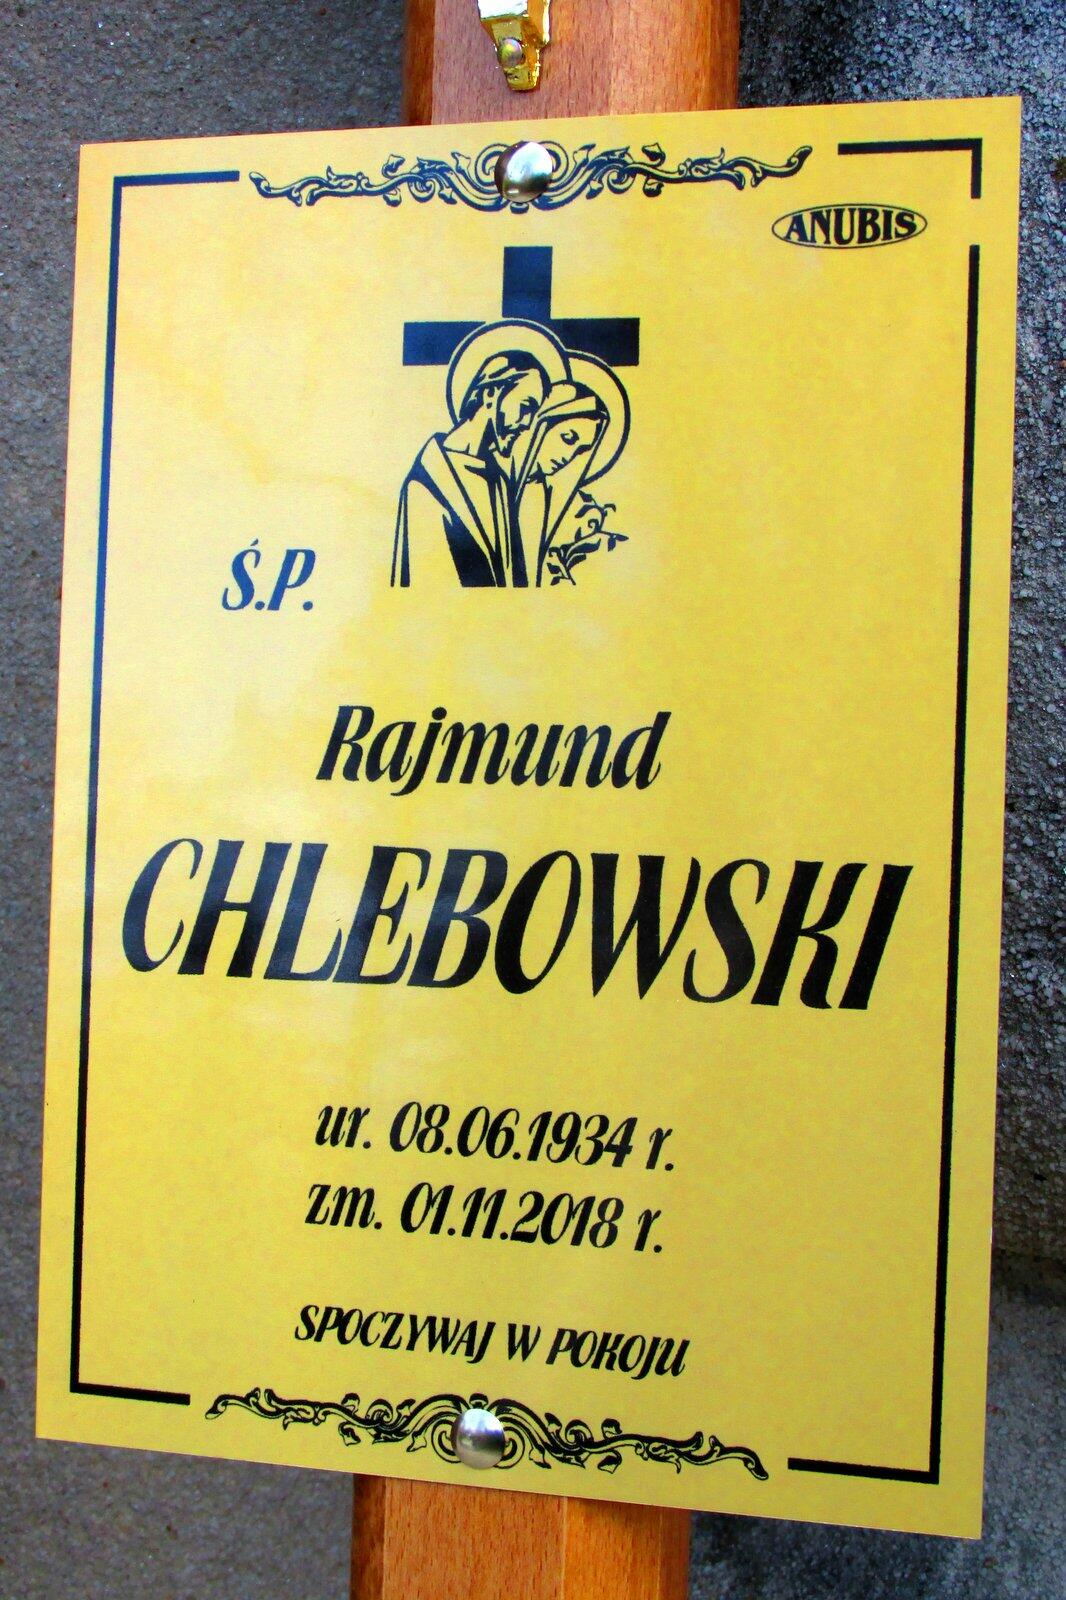 ANUBIS
Ś.P.
Rajmund
CHLEBOWSKI
ur. 08.06.1934 r.
zm. 01.11.2018 r.
SPOCZYWAJ W POKOJU